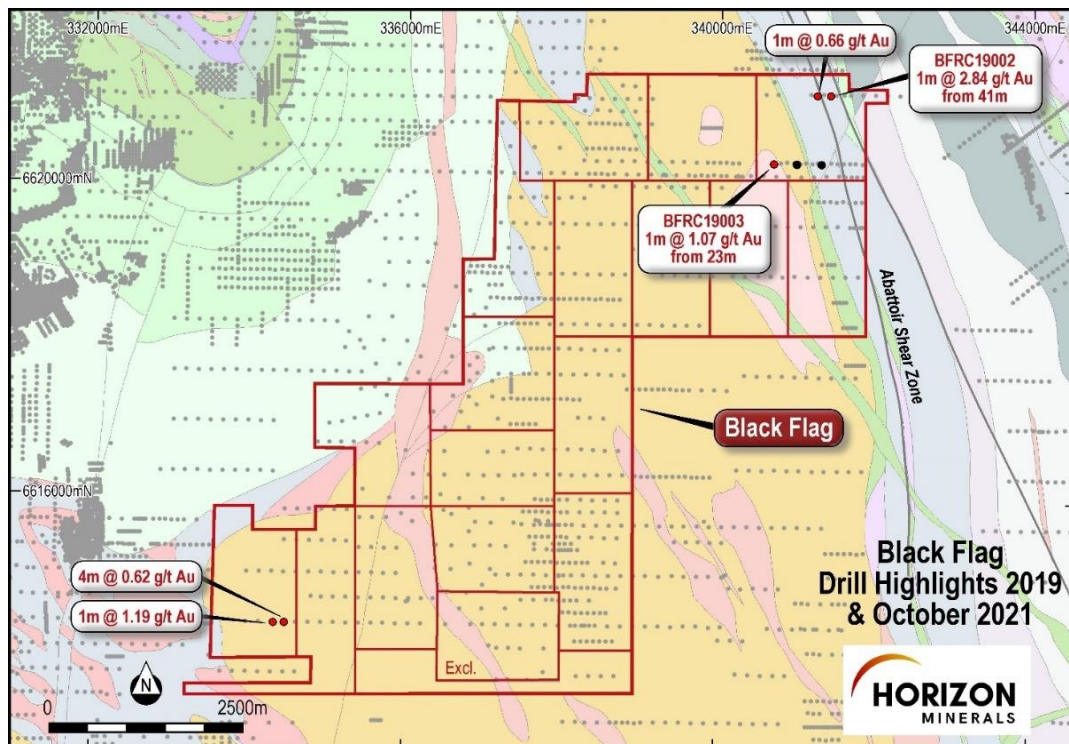 332000mE
336000mE
340000mE
344000mE
1m @ 0.66 g/t Au
BFRC19002
1m @ 2.84 g/t Au
from 41m
6620000mN
BFRC19003
1m @ 1.07 g/t Au
from 23m
Abattoir Shear Zone
Black Flag
6616000mN
4m @ 0.62 g/t Au
1m @ 1.19 g/t Au
Black Flag
Drill Highlights 2019
& October 2021
Excl.
N
0
2500m
HORIZON
MINERALS